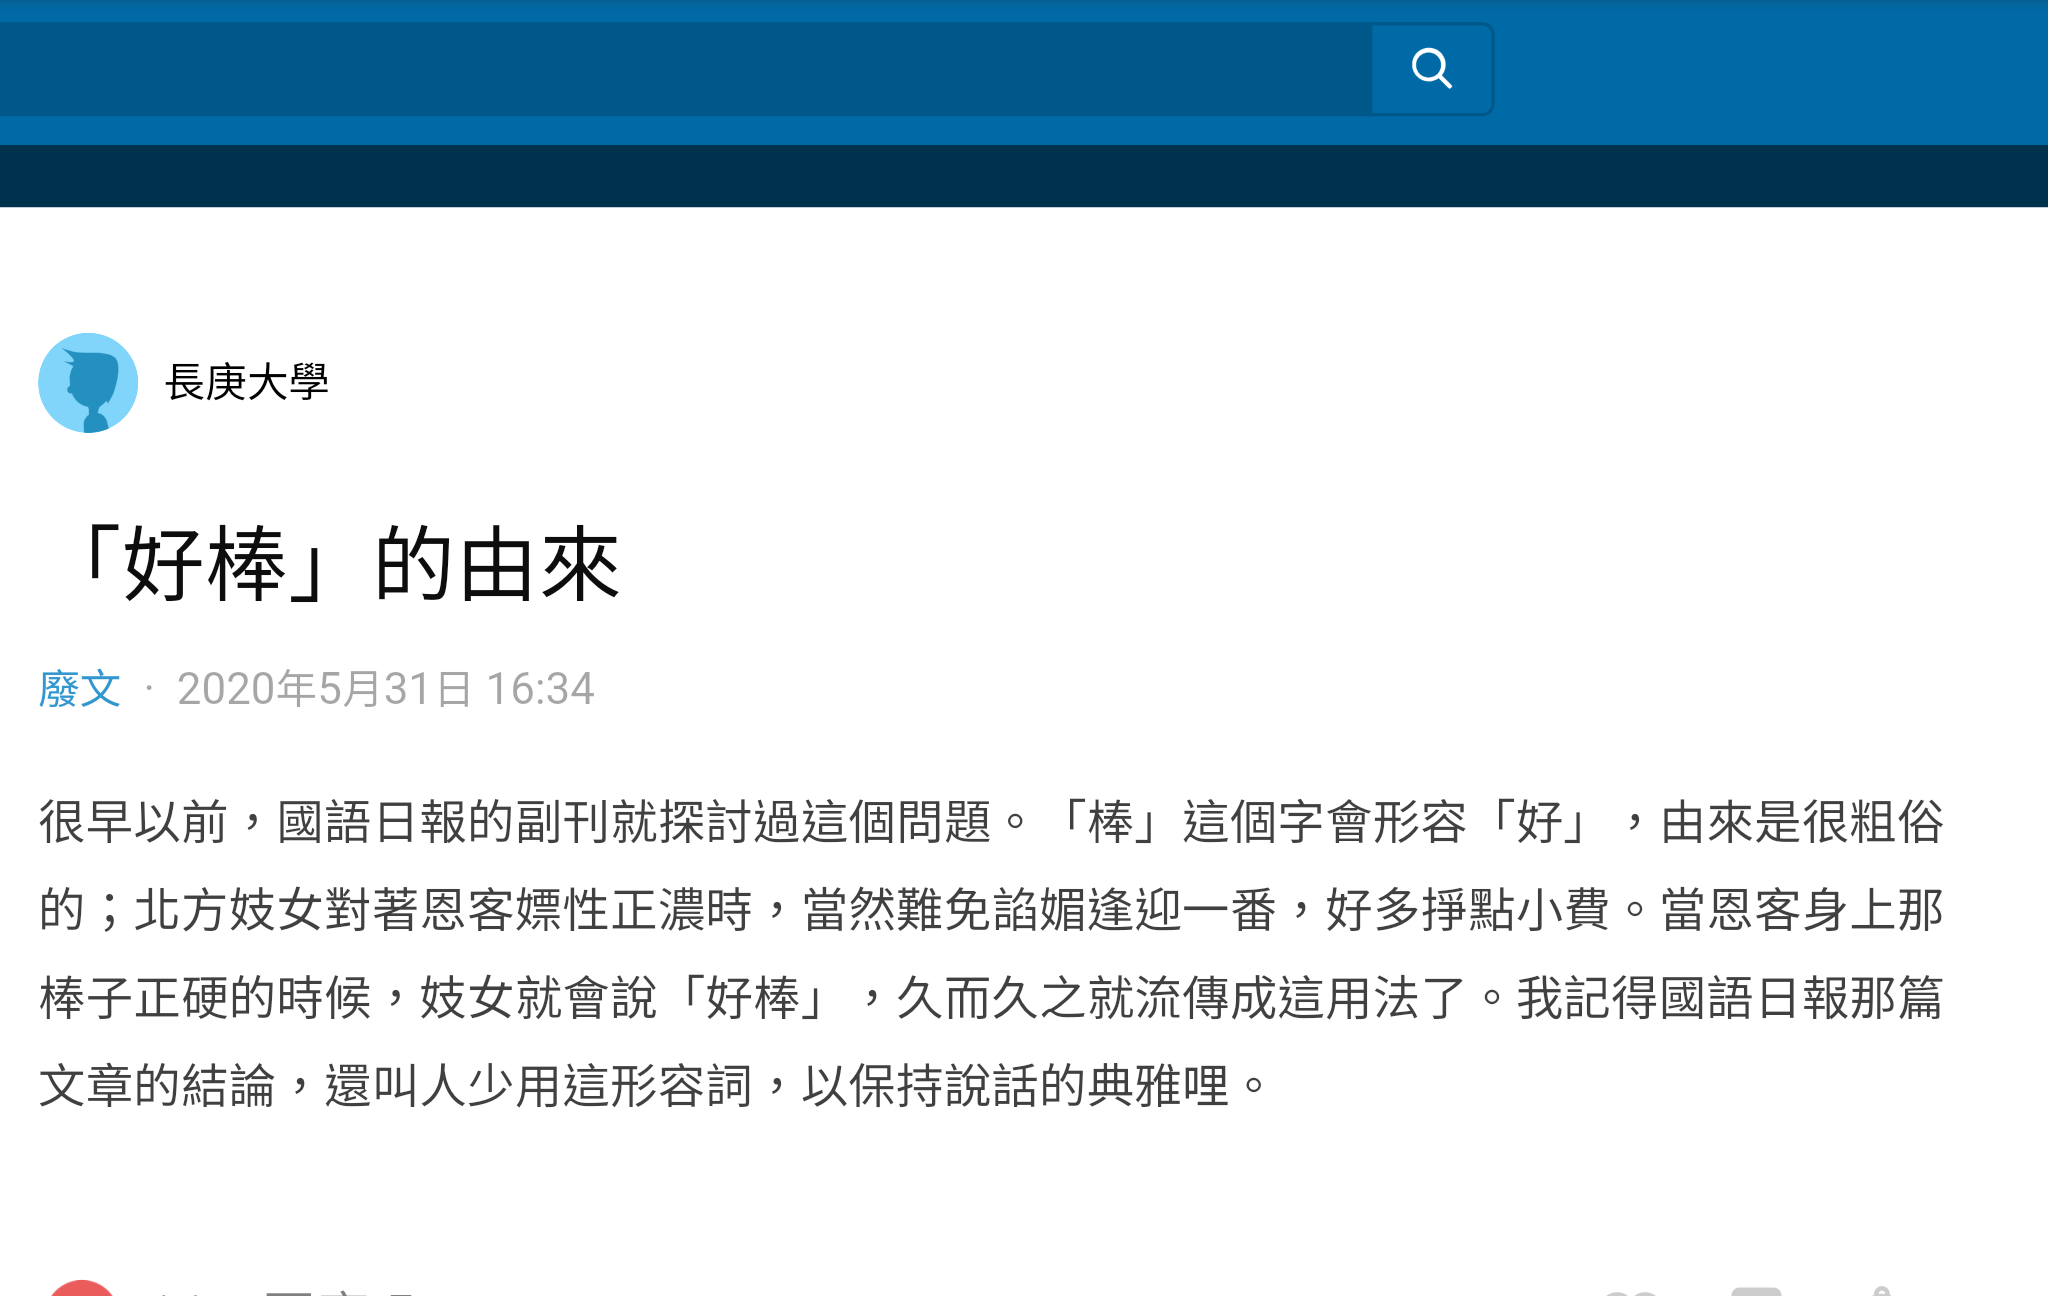 長庚大學
「好棒」的由來
廢文 · 2020年5月31日 16:34
很早以前，國語日報的副刊就探討過這個問題。「棒」這個字會形容「好」，由來是很粗俗
的；北方妓女對著恩客嫖性正濃時，當然難免諂媚逢迎一番，好多掙點小費。當恩客身上那
棒子正硬的時候，妓女就會說「好棒」，久而久之就流傳成這用法了。我記得國語日報那篇
文章的結論，還叫人少用這形容詞，以保持說話的典雅哩。